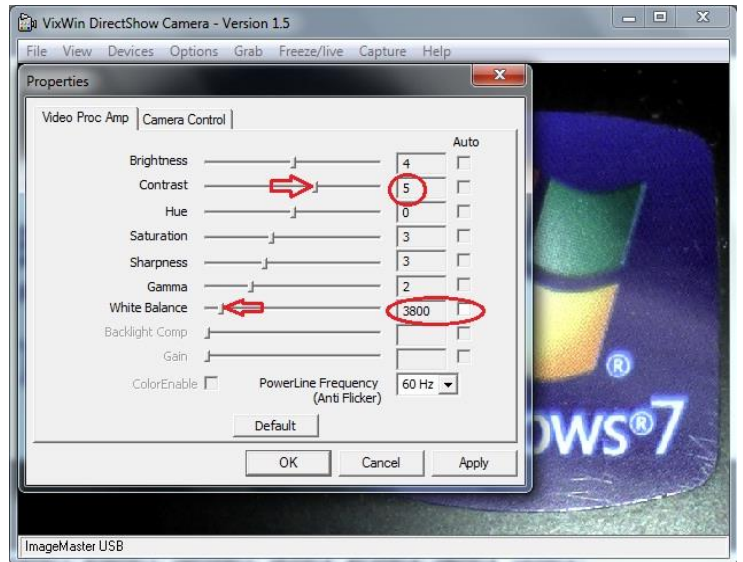 VixWin DirectShow Camera - Version 1.5
File View Devices Options Grab Freeze/live Capture Help
Properties
Video Proc Amp Camera Control
Auto
Brightness 4
Contrast 5
Hue 0
Saturation 3
Sharpness 3
Gamma 2
White Balance 3800
Backlight Comp
Gain
ColorEnable PowerLine Frequency 60 Hz
(Anti Flicker)
Default
OK Cancel Apply
®
ows®7
ImageMaster USB